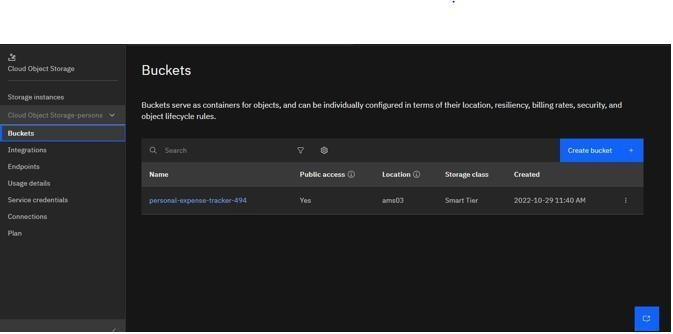 Cloud Object Storage
Storage instances
Cloud Object Storage-persons
Buckets
Integrations
Endpoints
Usage details
Service credentials
Connections
Plan
Buckets
Buckets serve as containers for objects, and can be individually configured in terms of their location, resiliency, billing rates, security, and
object lifecycle rules.
Search
Create bucket +
Name Public access Location Storage class Created
personal-expense-tracker-494 Yes ams03 Smart Tier 2022-10-29 11:40 AM